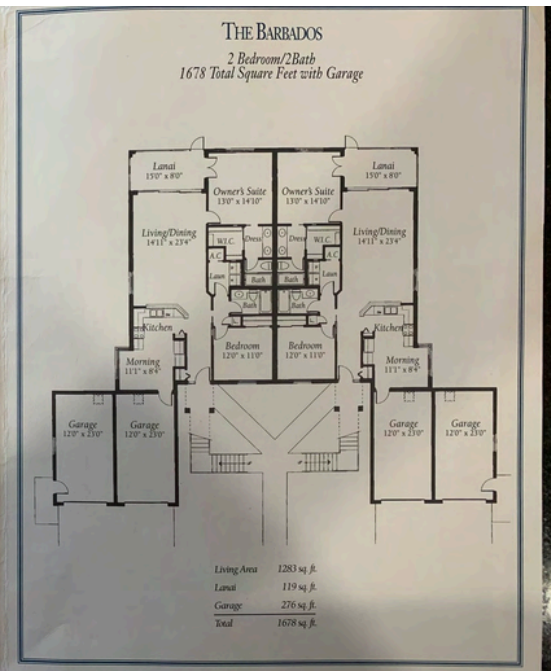 THE BARBADOS
2 Bedroom/2Bath
1678 Total Square Feet with Garage
Lanai
15'0" x 8'0"
Owner's Suite
13'0" x 14'10"
Owner's Suite
13'0" x 14'10"
Lanai
15'0" x 8'0"
Living/Dining
14'11" x 23'4"
W.I.C.
Dress
Dress
W.I.C.
Living/Dining
14'11" x 23'4"
A.C
A.C
Laun
Bath
Bath
Laun
Bath
Bath
Kitchen
Kitchen
Bedroom
12'0" x 11'0"
Bedroom
12'0" x 11'0"
Morning
11'1" x 8'4"
Morning
11'1" x 8'4"
Garage
12'0" x 23'0"
Garage
12'0" x 23'0"
Garage
12'0" x 23'0"
Garage
12'0" x 23'0"
Living Area 1283 sq. ft.
Lanai 119 sq. ft.
Garage 276 sq. ft.
Total 1678 sq. ft.